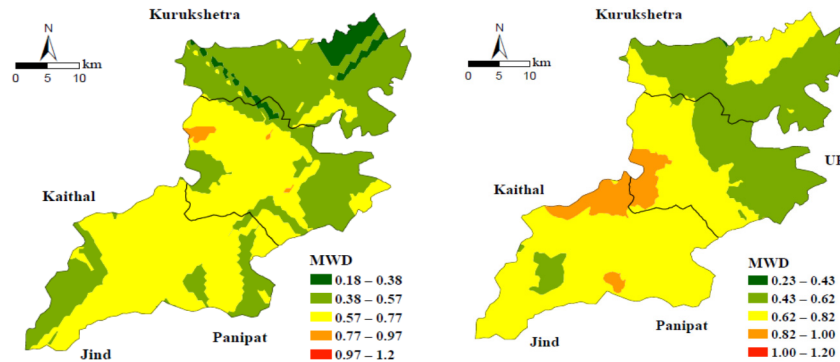 Kurukshetra
N
0 5 10 km
Kaithal
MWD
0.18 – 0.38
0.38 – 0.57
0.57 – 0.77
0.77 – 0.97
0.97 – 1.2
Jind
Panipat
Kurukshetra
N
0 5 10 km
UP
Kaithal
MWD
0.23 – 0.43
0.43 – 0.62
0.62 – 0.82
0.82 – 1.00
1.00 – 1.20
Panipat
Jind